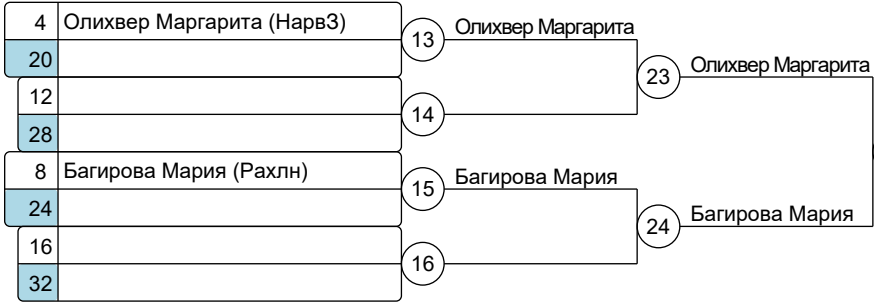 4 Олихвер Маргарита (Нарв3)
20
12
28
8 Багирова Мария (Рахлн)
24
16
32
13 Олихвер Маргарита
14
15 Багирова Мария
16
23 Олихвер Маргарита
24 Багирова Мария